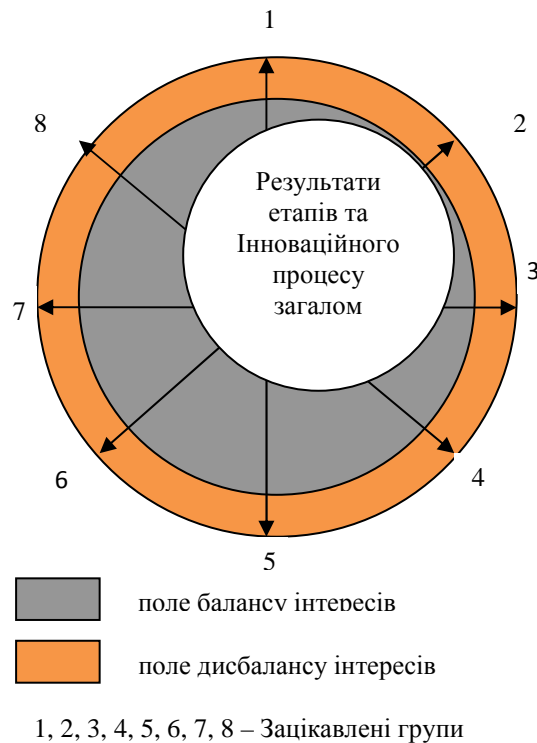 1
8
2
Результати
етапів та
Інноваційного
процесу
загалом
7
3
6
4
5
поле балансу інтересів
поле дисбалансу інтересів
1, 2, 3, 4, 5, 6, 7, 8 – Зацікавлені групи